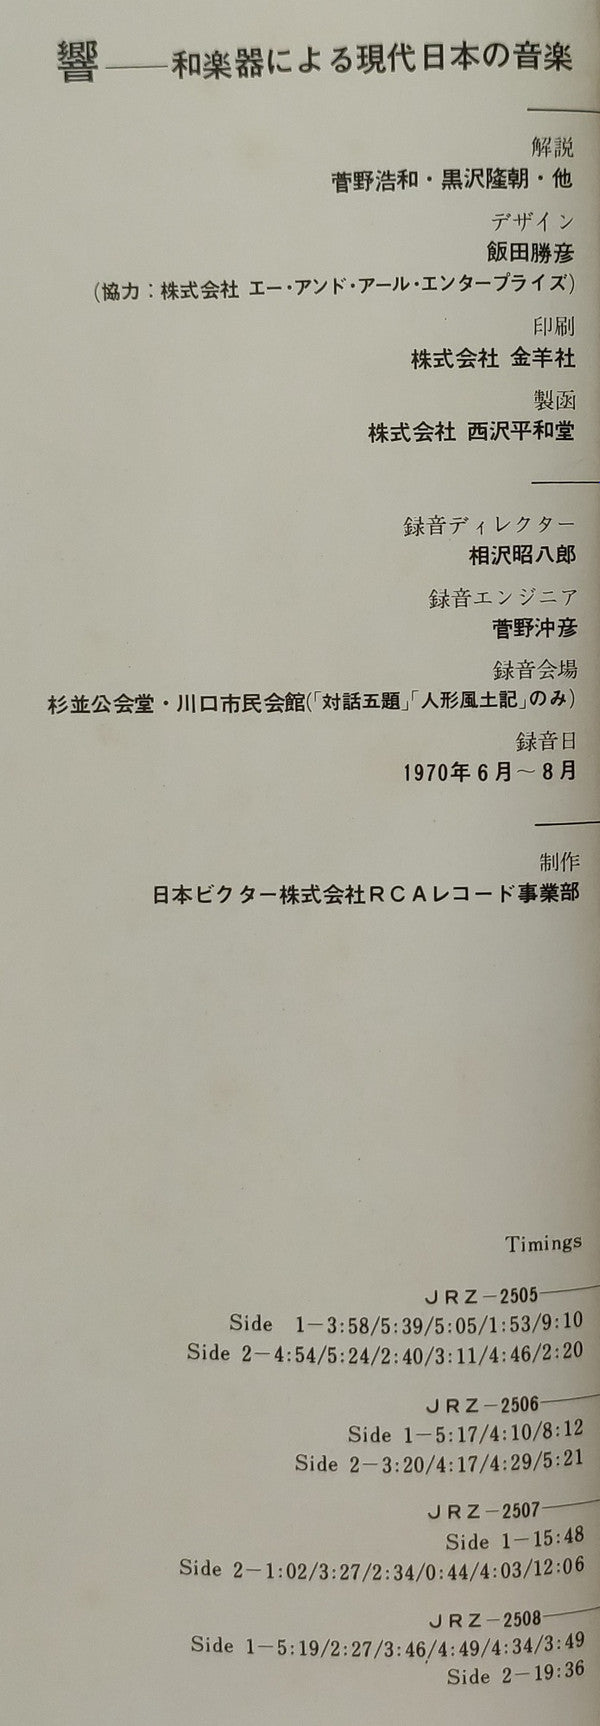 響──和楽器による現代日本の音楽
解説
菅野浩和・黒沢隆朝・他
デザイン
飯田勝彦
(協力：株式会社 エー・アンド・アール・エンタープライズ)
印刷
株式会社 金羊社
製函
株式会社 西沢平和堂
録音ディレクター
相沢昭八郎
録音エンジニア
菅野沖彦
録音会場
杉並公会堂・川口市民会館(「対話五題」「人形風土記」のみ)
録音日
1970年6月〜8月
制作
日本ビクター株式会社RCAレコード事業部
Timings
JRZ−2505
Side 1−3:58/5:39/5:05/1:53/9:10
Side 2−4:54/5:24/2:40/3:11/4:46/2:20
JRZ−2506
Side 1−5:17/4:10/8:12
Side 2−3:20/4:17/4:29/5:21
JRZ−2507
Side 1−15:48
Side 2−1:02/3:27/2:34/0:44/4:03/12:06
JRZ−2508
Side 1−5:19/2:27/3:46/4:49/4:34/3:49
Side 2−19:36